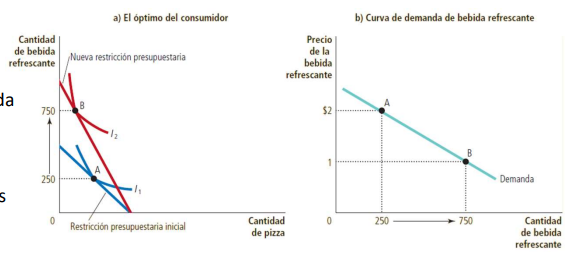 a) El óptimo del consumidor
Cantidad
de bebida
refrescante
Nueva restricción presupuestaria
da
750
B
I₂
A
250
I₁
s
0
Restricción presupuestaria inicial
Cantidad
de pizza
b) Curva de demanda de bebida refrescante
Precio
de la
bebida
refrescante
$2
A
B
1
Demanda
0
250
750
Cantidad
de bebida
refrescante